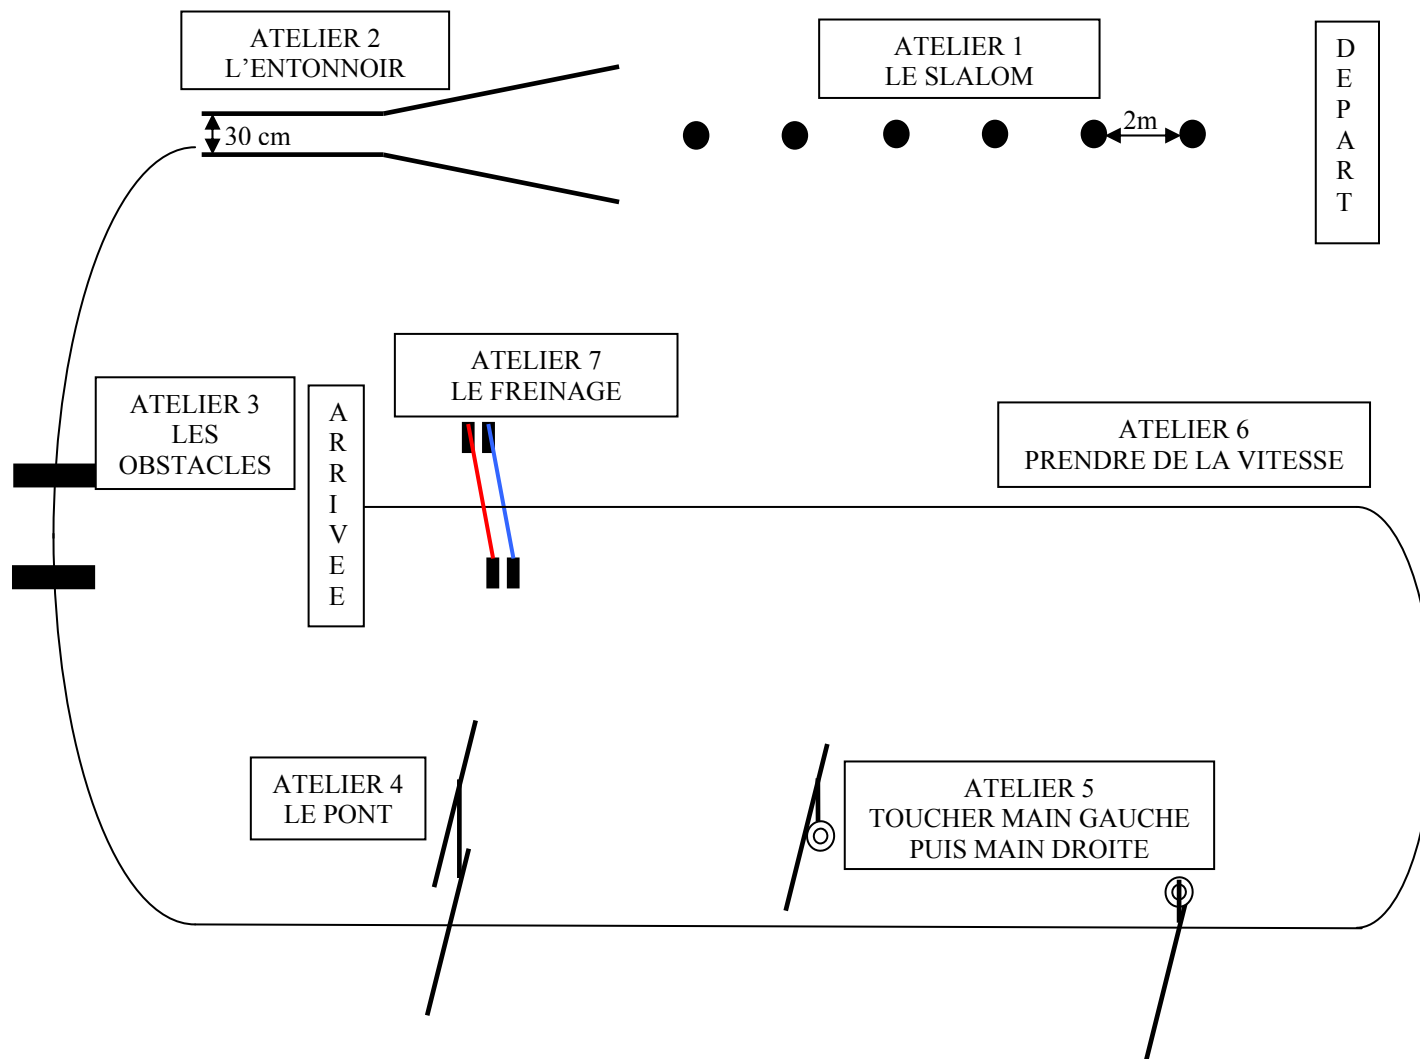 ATELIER 2
L’ENTONNOIR
ATELIER 1
LE SLALOM
D
E
P
A
R
T
30 cm
2m
ATELIER 7
LE FREINAGE
ATELIER 3
LES
OBSTACLES
A
R
R
I
V
E
E
ATELIER 6
PRENDRE DE LA VITESSE
ATELIER 4
LE PONT
ATELIER 5
TOUCHER MAIN GAUCHE
PUIS MAIN DROITE